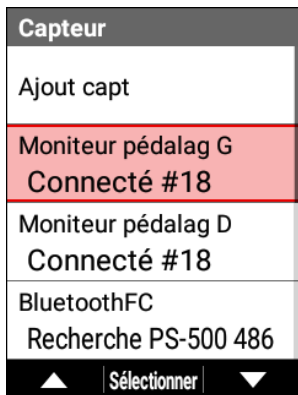 Capteur
Ajout capt
Moniteur pédalag G
Connecté #18
Moniteur pédalag D
Connecté #18
BluetoothFC
Recherche PS-500 486
Sélectionner